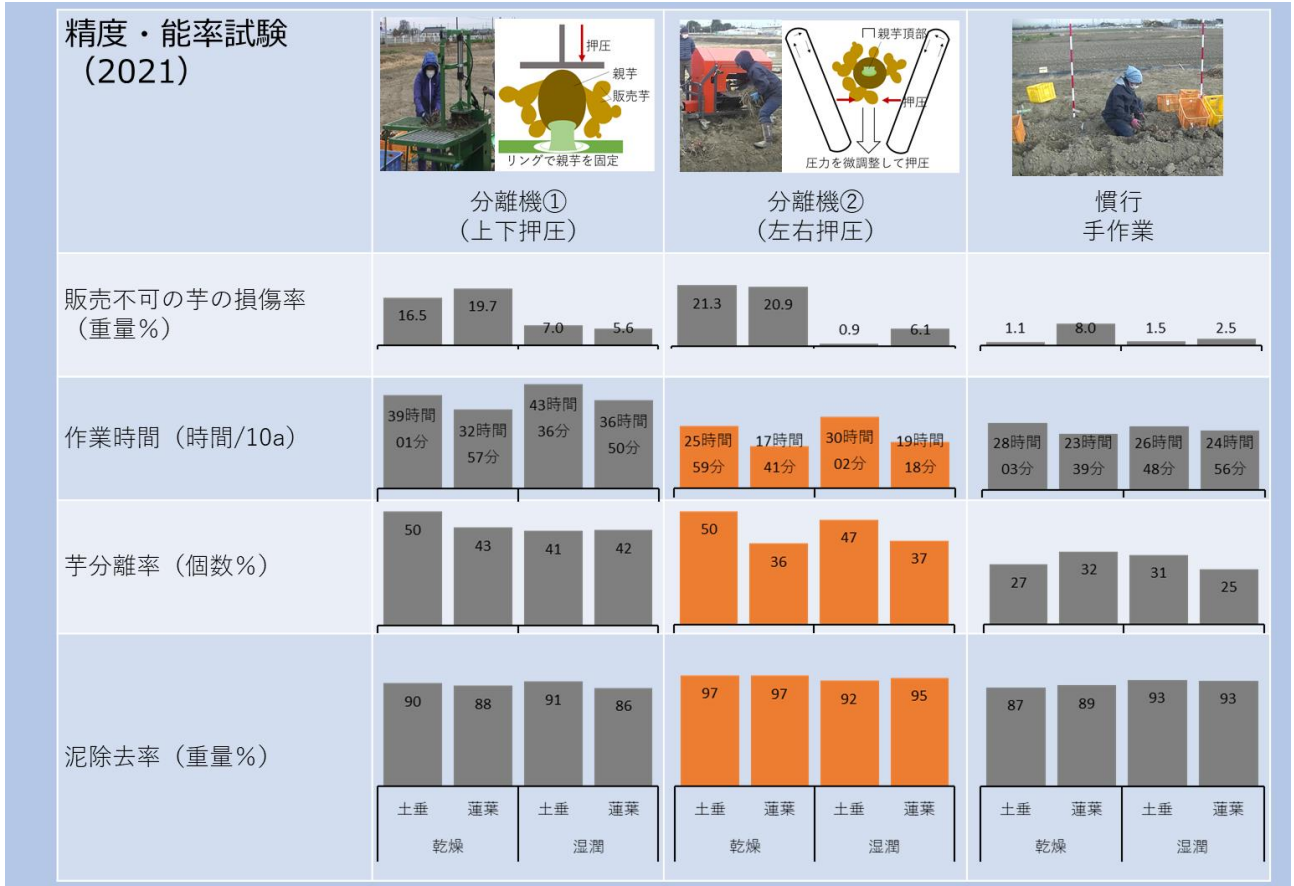 精度・能率試験
（2021）
押圧
親芋
販売芋
リングで親芋を固定
分離機①
（上下押圧）
親芋頂部
押圧
圧力を微調整して押圧
分離機②
（左右押圧）
慣行
手作業
販売不可の芋の損傷率
（重量％）
16.5 19.7 7.0 5.6
21.3 20.9 0.9 6.1
1.1 8.0 1.5 2.5
作業時間（時間/10a）
39時間01分 32時間57分 43時間36分 36時間50分
25時間59分 17時間41分 30時間02分 19時間18分
28時間03分 23時間39分 26時間48分 24時間56分
芋分離率（個数％）
50 43 41 42
50 36 47 37
27 32 31 25
泥除去率（重量％）
90 88 91 86
97 97 92 95
87 89 93 93
土垂 蓮葉 土垂 蓮葉
乾燥 湿潤
土垂 蓮葉 土垂 蓮葉
乾燥 湿潤
土垂 蓮葉 土垂 蓮葉
乾燥 湿潤